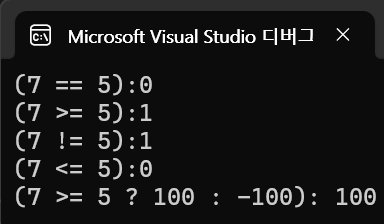 Microsoft Visual Studio 디버그
(7 == 5):0
(7 >= 5):1
(7 != 5):1
(7 <= 5):0
(7 >= 5 ? 100 : -100): 100